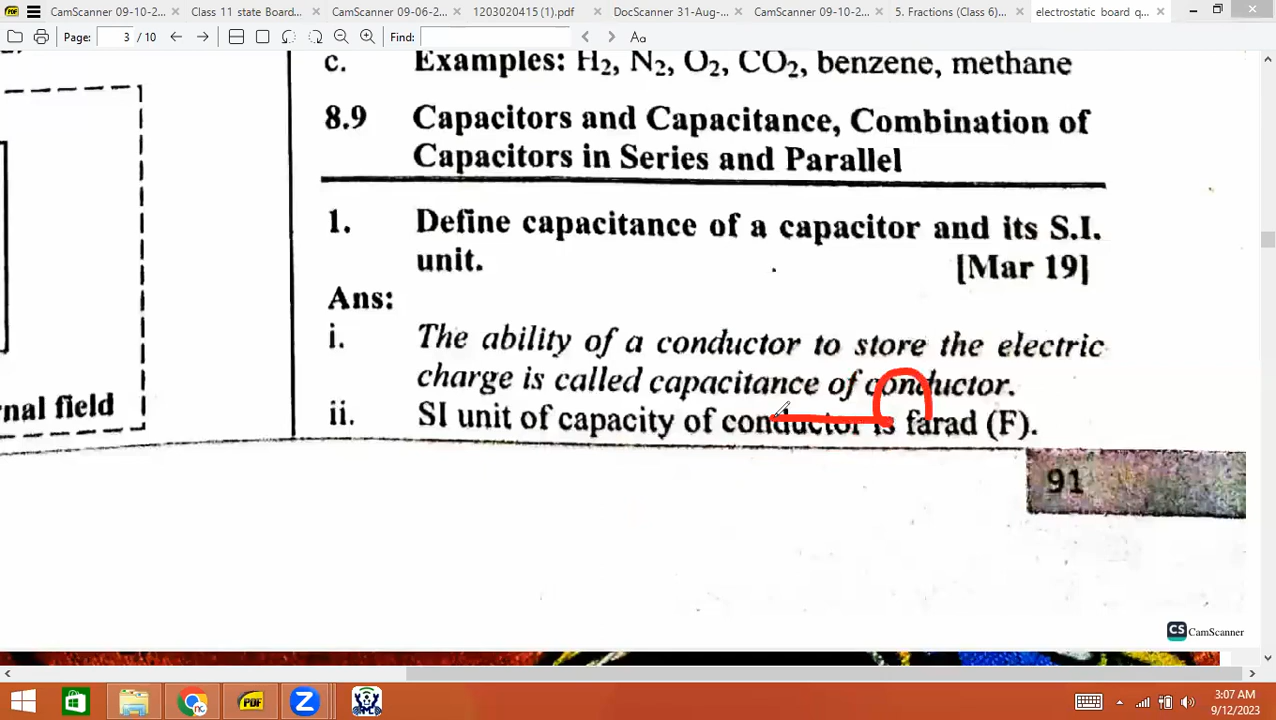 CamScanner 09-10-2...
Class 11 state Board...
CamScanner 09-06-2...
1203020415 (1).pdf
DocScanner 31-Aug-...
CamScanner 09-10-2...
5. Fractions (Class 6)...
electrostatic board q...
Page: 3 / 10
Find:
Aa
c. Examples: H₂, N₂, O₂, CO₂, benzene, methane
8.9 Capacitors and Capacitance, Combination of
Capacitors in Series and Parallel
1. Define capacitance of a capacitor and its S.I.
unit. [Mar 19]
Ans:
i. The ability of a conductor to store the electric
charge is called capacitance of conductor.
nal field
ii. SI unit of capacity of conductor is farad (F).
91
CS CamScanner
PDF
3:07 AM
9/12/2023